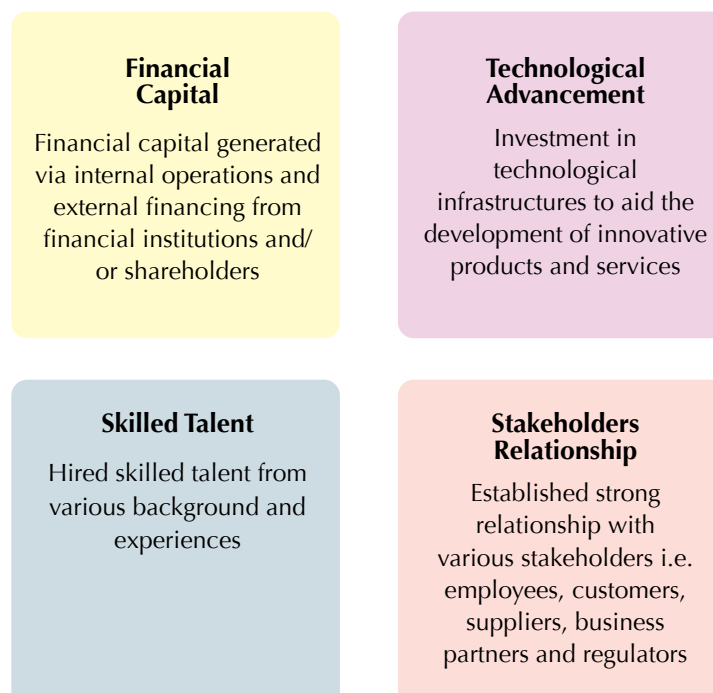 Financial
Capital
Financial capital generated
via internal operations and
external financing from
financial institutions and/
or shareholders
Technological
Advancement
Investment in
technological
infrastructures to aid the
development of innovative
products and services
Skilled Talent
Hired skilled talent from
various background and
experiences
Stakeholders
Relationship
Established strong
relationship with
various stakeholders i.e.
employees, customers,
suppliers, business
partners and regulators